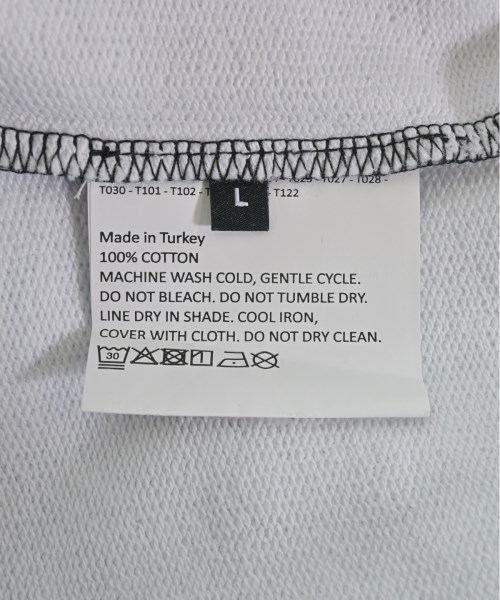 T027 - T028 -
T030 - T101 - T102 -
- T122
L
Made in Turkey
100% COTTON
MACHINE WASH COLD, GENTLE CYCLE.
DO NOT BLEACH. DO NOT TUMBLE DRY.
LINE DRY IN SHADE. COOL IRON,
COVER WITH CLOTH. DO NOT DRY CLEAN.
30